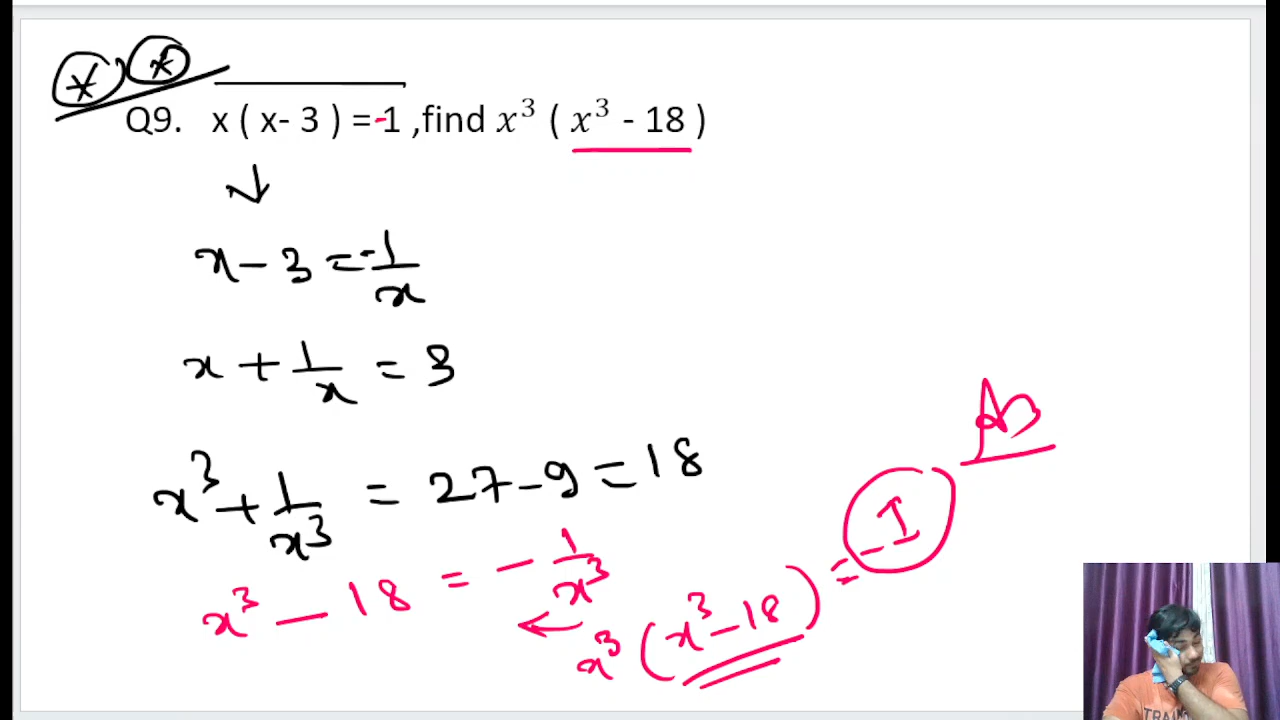 Q9. x ( x- 3 ) = -1 ,find x³ ( x³ - 18 )
x - 3 = -1/x
x + 1/x = 3
x³ + 1/x³ = 27 - 9 = 18
x³ - 18 = - 1/x³
x³ (x³ - 18) = -1
TRAIN